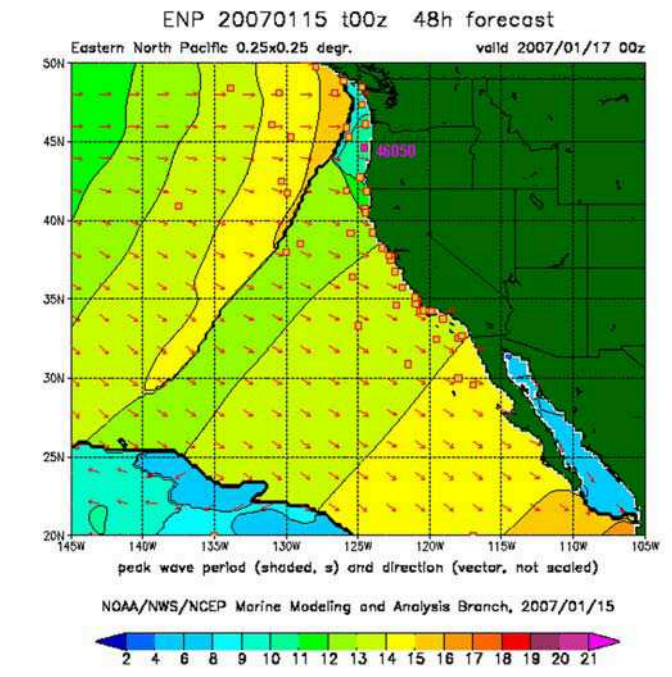 ENP 20070115 t00z 48h forecast
Eastern North Pacific 0.25x0.25 degr. valid 2007/01/17 00z
50N
45N
46050
40N
35N
30N
25N
20N
145W 140W 135W 130W 125W 120W 115W 110W 105W
peak wave period (shaded, s) and direction (vector, not scaled)
NOAA/NWS/NCEP Marine Modeling and Analysis Branch, 2007/01/15
2 4 6 8 9 10 11 12 13 14 15 16 17 18 19 20 21